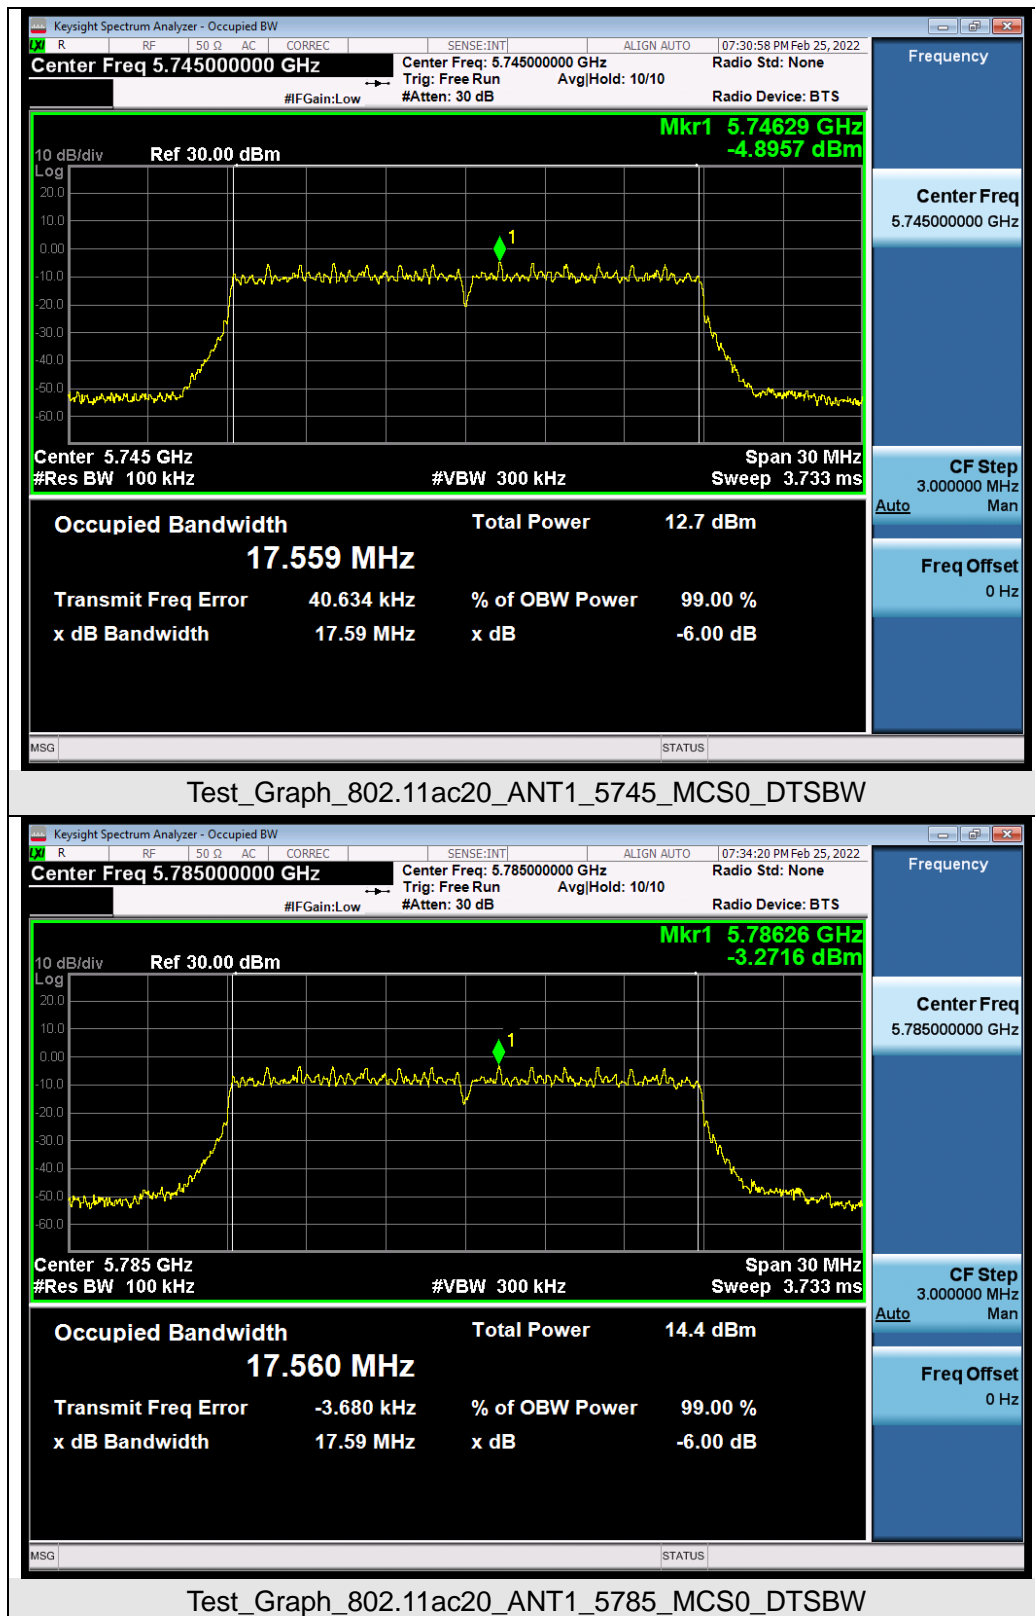 Keysight Spectrum Analyzer - Occupied BW
LXI R RF 50 Ω AC CORREC SENSE:INT ALIGN AUTO 07:30:58 PM Feb 25, 2022
Center Freq 5.745000000 GHz
Center Freq: 5.745000000 GHz
Radio Std: None
Trig: Free Run Avg|Hold: 10/10
#IFGain:Low
#Atten: 30 dB
Radio Device: BTS
Frequency
Mkr1 5.74629 GHz
-4.8957 dBm
10 dB/div Ref 30.00 dBm
Log
20.0
10.0
0.00
-10.0
-20.0
-30.0
-40.0
-50.0
-60.0
1
Center 5.745 GHz
Span 30 MHz
#Res BW 100 kHz
#VBW 300 kHz
Sweep 3.733 ms
Center Freq
5.745000000 GHz
CF Step
3.000000 MHz
Auto Man
Freq Offset
0 Hz
Occupied Bandwidth
17.559 MHz
Total Power 12.7 dBm
Transmit Freq Error 40.634 kHz
% of OBW Power 99.00 %
x dB Bandwidth 17.59 MHz
x dB -6.00 dB
MSG STATUS
Test_Graph_802.11ac20_ANT1_5745_MCS0_DTSBW
Keysight Spectrum Analyzer - Occupied BW
LXI R RF 50 Ω AC CORREC SENSE:INT ALIGN AUTO 07:34:20 PM Feb 25, 2022
Center Freq 5.785000000 GHz
Center Freq: 5.785000000 GHz
Radio Std: None
Trig: Free Run Avg|Hold: 10/10
#IFGain:Low
#Atten: 30 dB
Radio Device: BTS
Frequency
Mkr1 5.78626 GHz
-3.2716 dBm
10 dB/div Ref 30.00 dBm
Log
20.0
10.0
0.00
-10.0
-20.0
-30.0
-40.0
-50.0
-60.0
1
Center 5.785 GHz
Span 30 MHz
#Res BW 100 kHz
#VBW 300 kHz
Sweep 3.733 ms
Center Freq
5.785000000 GHz
CF Step
3.000000 MHz
Auto Man
Freq Offset
0 Hz
Occupied Bandwidth
17.560 MHz
Total Power 14.4 dBm
Transmit Freq Error -3.680 kHz
% of OBW Power 99.00 %
x dB Bandwidth 17.59 MHz
x dB -6.00 dB
MSG STATUS
Test_Graph_802.11ac20_ANT1_5785_MCS0_DTSBW